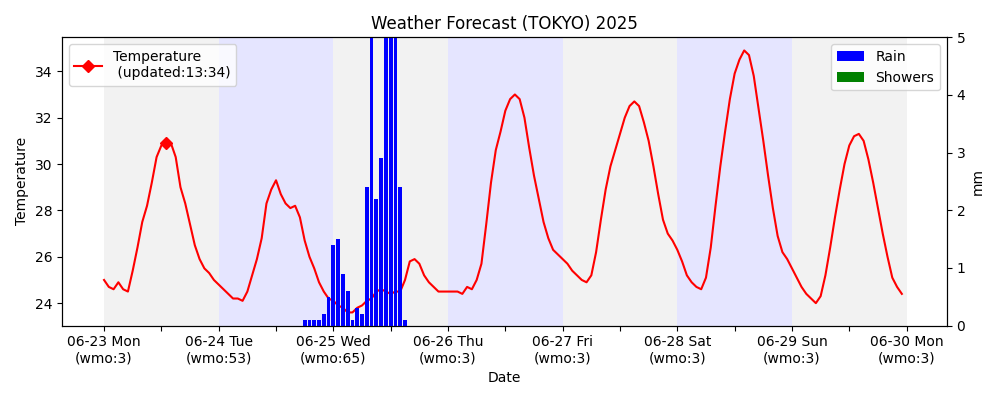 Weather Forecast (TOKYO) 2025
Temperature
(updated:13:34)
Rain
Showers
34
32
30
28
26
24
Temperature
5
4
3
2
1
0
mm
06-23 Mon 06-24 Tue 06-25 Wed 06-26 Thu 06-27 Fri 06-28 Sat 06-29 Sun 06-30 Mon
(wmo:3) (wmo:53) (wmo:65) (wmo:3) (wmo:3) (wmo:3) (wmo:3) (wmo:3)
Date